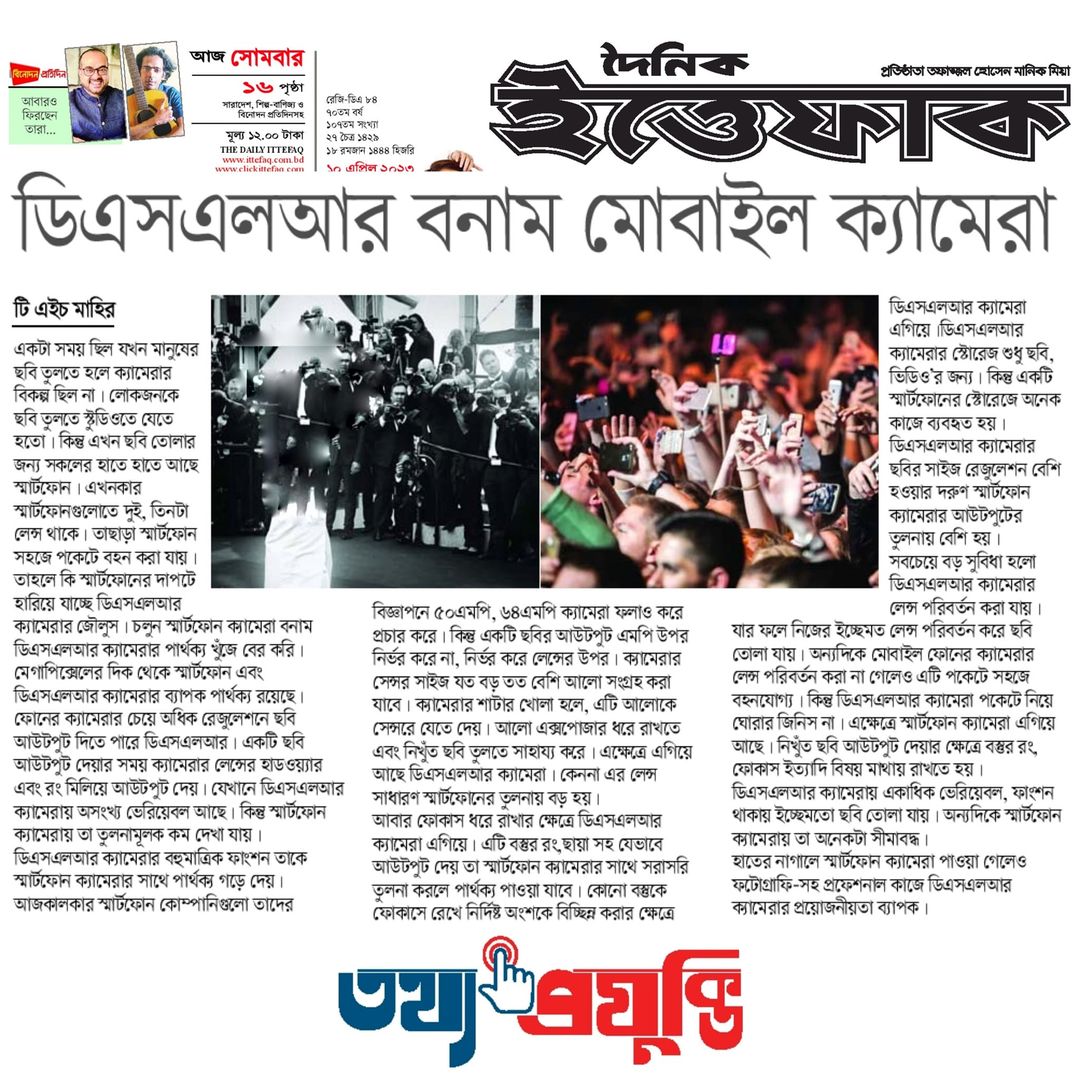 বিনোদন প্রতিদিন
আবারও
ফিরছেন
তারা...
আজ সোমবার
১৬ পৃষ্ঠা
সারাদেশ, শিল্প-বাণিজ্য ও
বিনোদন প্রতিদিনসহ
মূল্য ১২.০০ টাকা
THE DAILY ITTEFAQ
www.ittefaq.com.bd
www.clickittefaq.com
রেজি-ডিএ ৮৪
৭০তম বর্ষ
১০৭তম সংখ্যা
২৭ চৈত্র ১৪২৯
১৮ রমজান ১৪৪৪ হিজরি
১০ এপ্রিল ২০২৩
দৈনিক
ইত্তেফাক
প্রতিষ্ঠাতা তফাজ্জল হোসেন মানিক মিয়া
ডিএসএলআর বনাম মোবাইল ক্যামেরা
টি এইচ মাহির
একটা সময় ছিল যখন মানুষের
ছবি তুলতে হলে ক্যামেরার
বিকল্প ছিল না। লোকজনকে
ছবি তুলতে স্টুডিওতে যেতে
হতো। কিন্তু এখন ছবি তোলার
জন্য সকলের হাতে হাতে আছে
স্মার্টফোন। এখনকার
স্মার্টফোনগুলোতে দুই, তিনটা
লেন্স থাকে। তাছাড়া স্মার্টফোন
সহজে পকেটে বহন করা যায়।
তাহলে কি স্মার্টফোনের দাপটে
হারিয়ে যাচ্ছে ডিএসএলআর
ক্যামেরার জৌলুস। চলুন স্মার্টফোন ক্যামেরা বনাম
ডিএসএলআর ক্যামেরার পার্থক্য খুঁজে বের করি।
মেগাপিক্সেলের দিক থেকে স্মার্টফোন এবং
ডিএসএলআর ক্যামেরার ব্যাপক পার্থক্য রয়েছে।
ফোনের ক্যামেরার চেয়ে অধিক রেজুলেশনে ছবি
আউটপুট দিতে পারে ডিএসএলআর। একটি ছবি
আউটপুট দেয়ার সময় ক্যামেরার লেন্সের হাডওয়্যার
এবং রং মিলিয়ে আউটপুট দেয়। যেখানে ডিএসএলআর
ক্যামেরায় অসংখ্য ভেরিয়েবল আছে। কিন্তু স্মার্টফোন
ক্যামেরায় তা তুলনামূলক কম দেখা যায়।
ডিএসএলআর ক্যামেরার বহুমাত্রিক ফাংশন তাকে
স্মার্টফোন ক্যামেরার সাথে পার্থক্য গড়ে দেয়।
আজকালকার স্মার্টফোন কোম্পানিগুলো তাদের
বিজ্ঞাপনে ৫০এমপি, ৬৪এমপি ক্যামেরা ফলাও করে
প্রচার করে। কিন্তু একটি ছবির আউটপুট এমপি উপর
নির্ভর করে না, নির্ভর করে লেন্সের উপর। ক্যামেরার
সেন্সর সাইজ যত বড় তত বেশি আলো সংগ্রহ করা
যাবে। ক্যামেরার শাটার খোলা হলে, এটি আলোকে
সেন্সরে যেতে দেয়। আলো এক্সপোজার ধরে রাখতে
এবং নিখুঁত ছবি তুলতে সাহায্য করে। এক্ষেত্রে এগিয়ে
আছে ডিএসএলআর ক্যামেরা। কেননা এর লেন্স
সাধারণ স্মার্টফোনের তুলনায় বড় হয়।
আবার ফোকাস ধরে রাখার ক্ষেত্রে ডিএসএলআর
ক্যামেরা এগিয়ে। এটি বস্তুর রং,ছায়া সহ যেভাবে
আউটপুট দেয় তা স্মার্টফোন ক্যামেরার সাথে সরাসরি
তুলনা করলে পার্থক্য পাওয়া যাবে। কোনো বস্তুকে
ফোকাসে রেখে নির্দিষ্ট অংশকে বিচ্ছিন্ন করার ক্ষেত্রে
ডিএসএলআর ক্যামেরা
এগিয়ে।ডিএসএলআর
ক্যামেরার স্টোরেজ শুধু ছবি,
ভিডিও'র জন্য। কিন্তু একটি
স্মার্টফোনের স্টোরেজে অনেক
কাজে ব্যবহৃত হয়।
ডিএসএলআর ক্যামেরার
ছবির সাইজ রেজুলেশন বেশি
হওয়ার দরুণ স্মার্টফোন
ক্যামেরার আউটপুটের
তুলনায় বেশি হয়।
সবচেয়ে বড় সুবিধা হলো
ডিএসএলআর ক্যামেরার
লেন্স পরিবর্তন করা যায়।
যার ফলে নিজের ইচ্ছেমত লেন্স পরিবর্তন করে ছবি
তোলা যায়। অন্যদিকে মোবাইল ফোনের ক্যামেরার
লেন্স পরিবর্তন করা না গেলেও এটি পকেটে সহজে
বহনযোগ্য। কিন্তু ডিএসএলআর ক্যামেরা পকেটে নিয়ে
ঘোরার জিনিস না। এক্ষেত্রে স্মার্টফোন ক্যামেরা এগিয়ে
আছে। নিখুঁত ছবি আউটপুট দেয়ার ক্ষেত্রে বস্তুর রং,
ফোকাস ইত্যাদি বিষয় মাথায় রাখতে হয়।
ডিএসএলআর ক্যামেরায় একাধিক ভেরিয়েবল, ফাংশন
থাকায় ইচ্ছেমতো ছবি তোলা যায়। অন্যদিকে স্মার্টফোন
ক্যামেরায় তা অনেকটা সীমাবদ্ধ।
হাতের নাগালে স্মার্টফোন ক্যামেরা পাওয়া গেলেও
ফটোগ্রাফি-সহ প্রফেশনাল কাজে ডিএসএলআর
ক্যামেরার প্রয়োজনীয়তা ব্যাপক।
তথ্য প্রযুক্তি